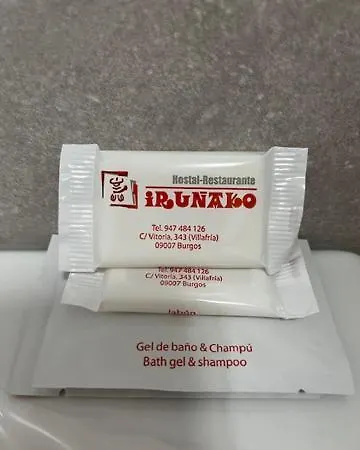 Hostal-Restaurante
iRUÑAKO
Tel. 947 484 126
C/ Vitoria, 343 (Villafría)
09007 Burgos
Tel. 947 484 126
C/ Vitoria, 343 (Villafría)
09007 Burgos
Jabón
Gel de baño & Champú
Bath gel & shampoo